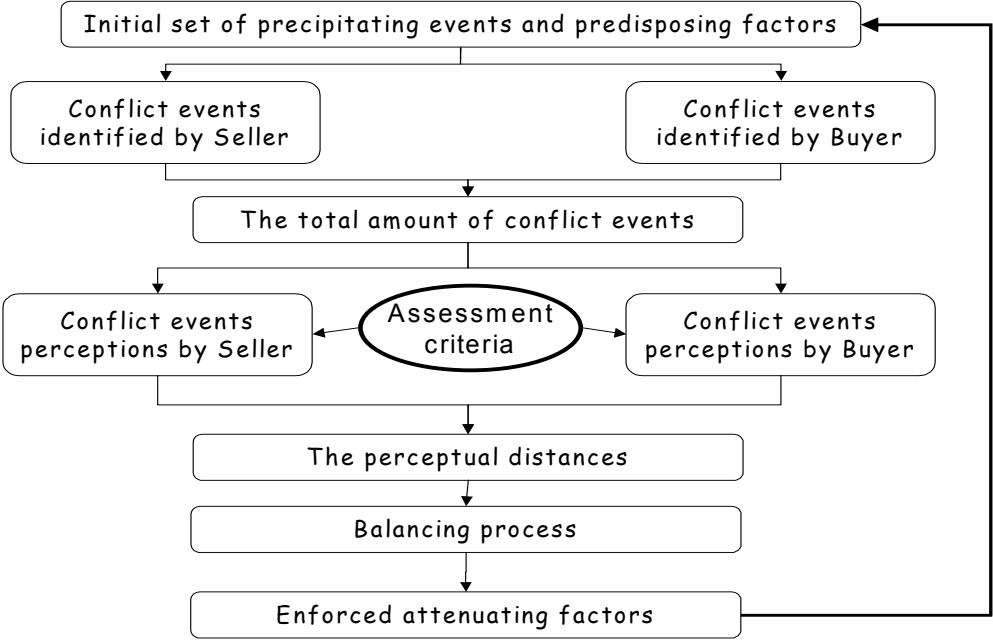 Initial set of precipitating events and predisposing factors
Conflict events
identified by Seller
Conflict events
identified by Buyer
The total amount of conflict events
Conflict events
perceptions by Seller
Assessment
criteria
Conflict events
perceptions by Buyer
The perceptual distances
Balancing process
Enforced attenuating factors